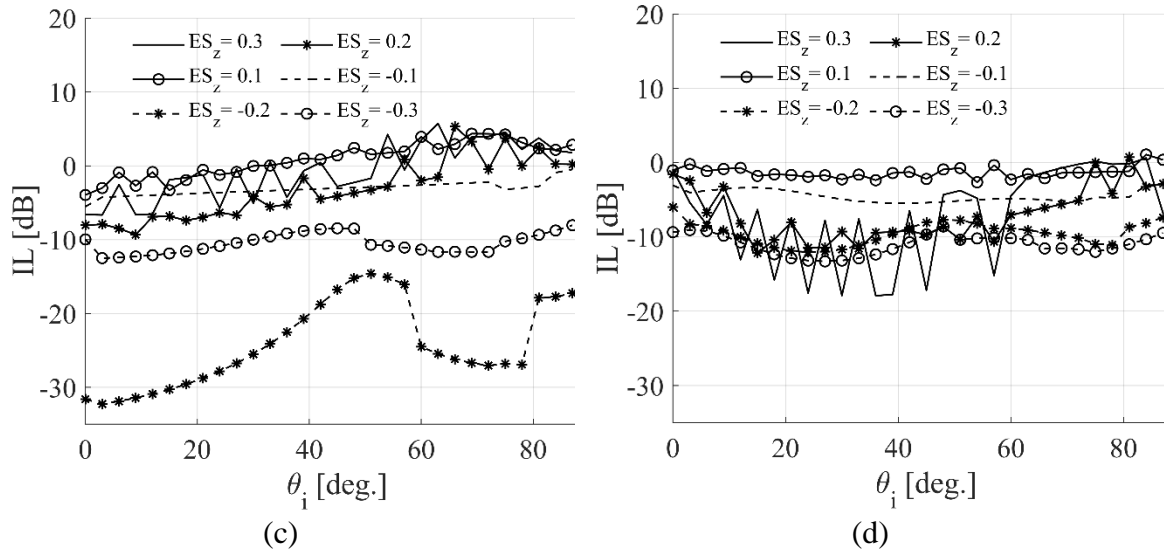 20
10
0
-10
-20
-30
IL [dB]
ES_z= 0.3 ES_z= 0.2
ES_z= 0.1 ES_z= -0.1
ES_z= -0.2 ES_z= -0.3
0 20 40 60 80
θ_i [deg.]
(c)
20
10
0
-10
-20
-30
IL [dB]
ES_z= 0.3 ES_z= 0.2
ES_z= 0.1 ES_z= -0.1
ES_z= -0.2 ES_z= -0.3
0 20 40 60 80
θ_i [deg.]
(d)